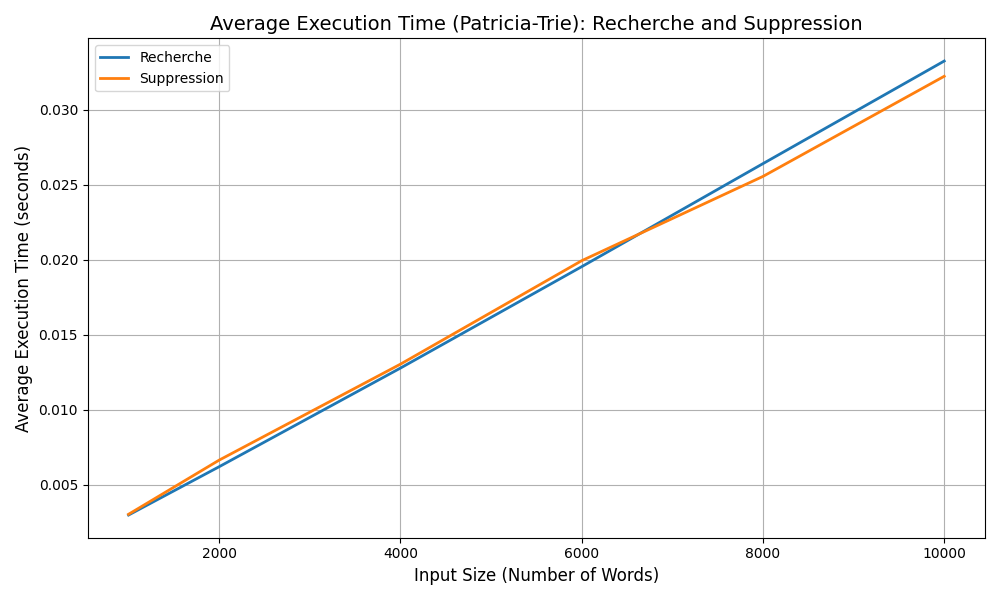 Average Execution Time (Patricia-Trie): Recherche and Suppression
Recherche
Suppression
Average Execution Time (seconds)
0.030
0.025
0.020
0.015
0.010
0.005
2000 4000 6000 8000 10000
Input Size (Number of Words)